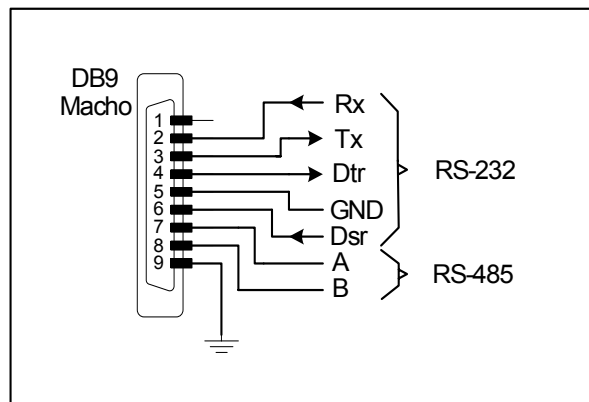 DB9
Macho
1
2
3
4
5
6
7
8
9
Rx
Tx
Dtr
GND
Dsr
A
B
RS-232
RS-485